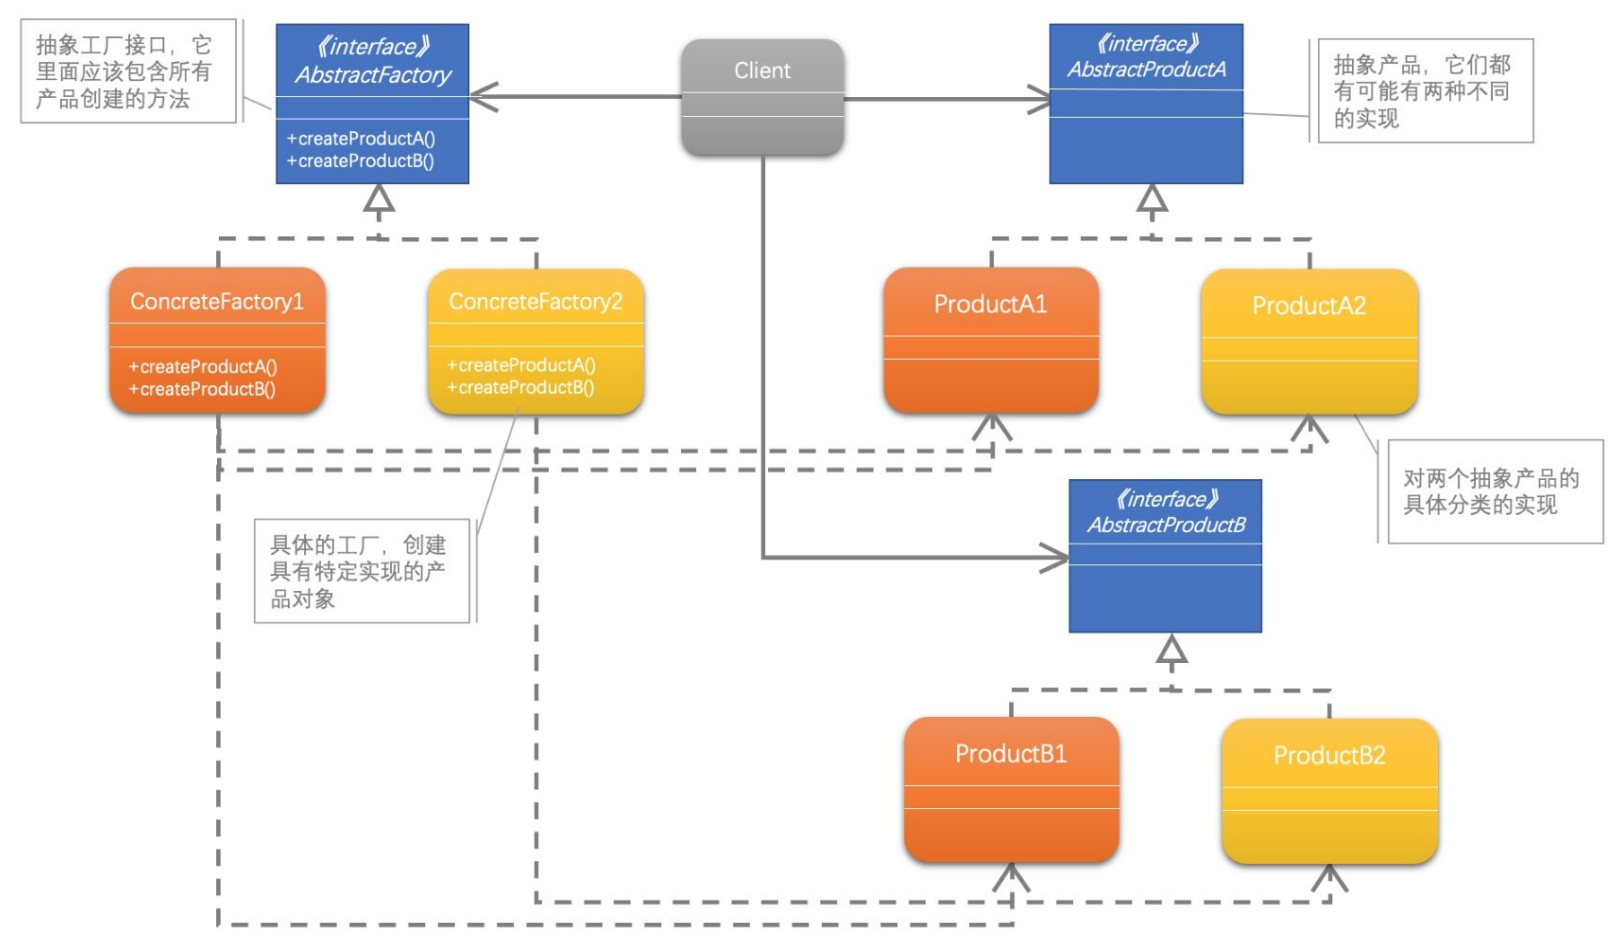 抽象工厂接口，它
里面应该包含所有
产品创建的方法
《interface》
AbstractFactory
+createProductA()
+createProductB()
Client
《interface》
AbstractProductA
抽象产品，它们都
有可能有两种不同
的实现
ConcreteFactory1
+createProductA()
+createProductB()
ConcreteFactory2
+createProductA()
+createProductB()
ProductA1
ProductA2
对两个抽象产品的
具体分类的实现
具体的工厂，创建
具有特定实现的产
品对象
《interface》
AbstractProductB
ProductB1
ProductB2